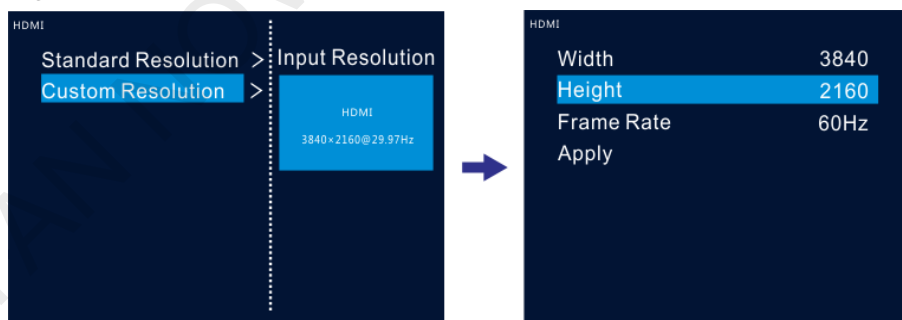 HDMI
Standard Resolution >
Custom Resolution >
Input Resolution
HDMI
3840×2160@29.97Hz
HDMI
Width 3840
Height 2160
Frame Rate 60Hz
Apply